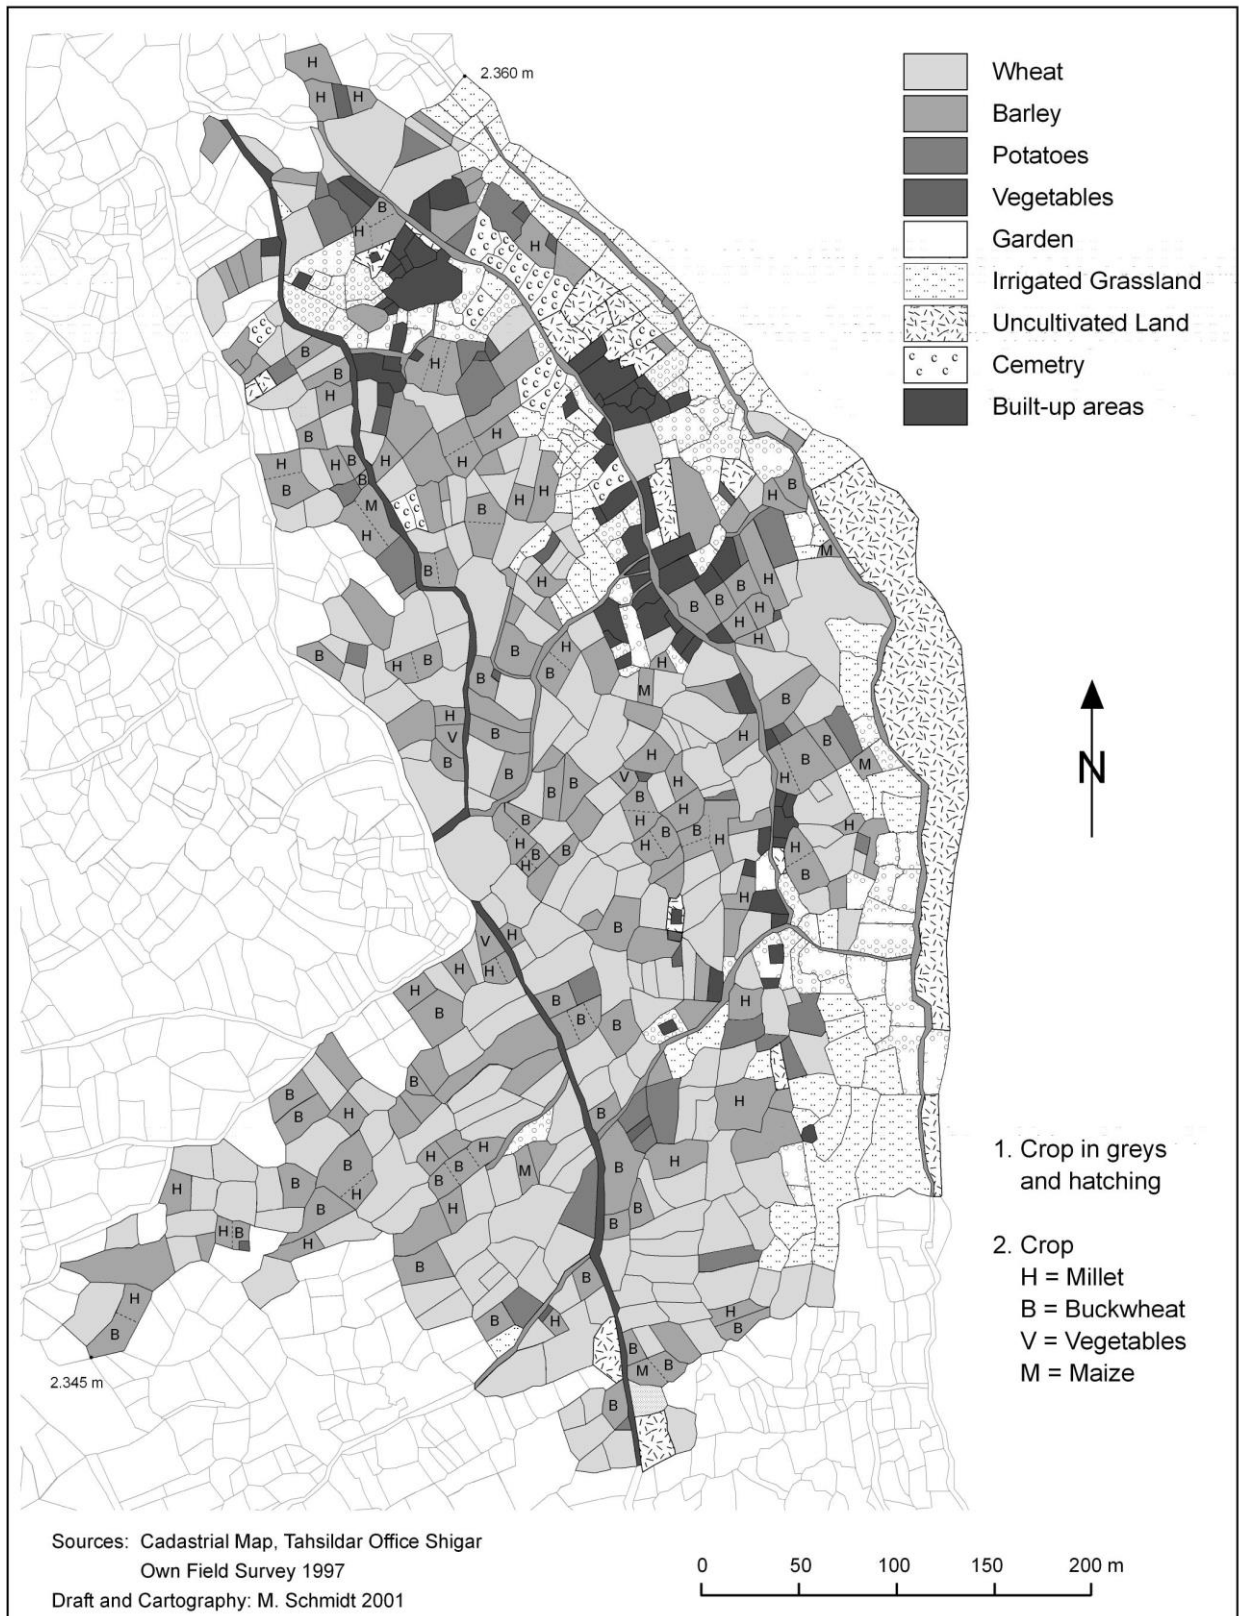 2.360 m
Wheat
Barley
Potatoes
Vegetables
Garden
Irrigated Grassland
Uncultivated Land
Cemetry
Built-up areas
H
H H
B
H H
B H
B
H
B H
H B H
H H
B B
M
H
B H
M
B B B H
H H
H
B H B
H B H
B M
H B
V B H
B B
B H M
B B B V H
B H
B H H
H B H B B H
H B
H
B
V H
H H
H B
B B B
N
B
B H
B H
H B H H
B B B H M
B H H B
B H
H B B
H
B B
H
B H H
B B
B M B
B
2.345 m
1. Crop in greys
and hatching
2. Crop
H = Millet
B = Buckwheat
V = Vegetables
M = Maize
Sources: Cadastrial Map, Tahsildar Office Shigar
Own Field Survey 1997
Draft and Cartography: M. Schmidt 2001
0 50 100 150 200 m